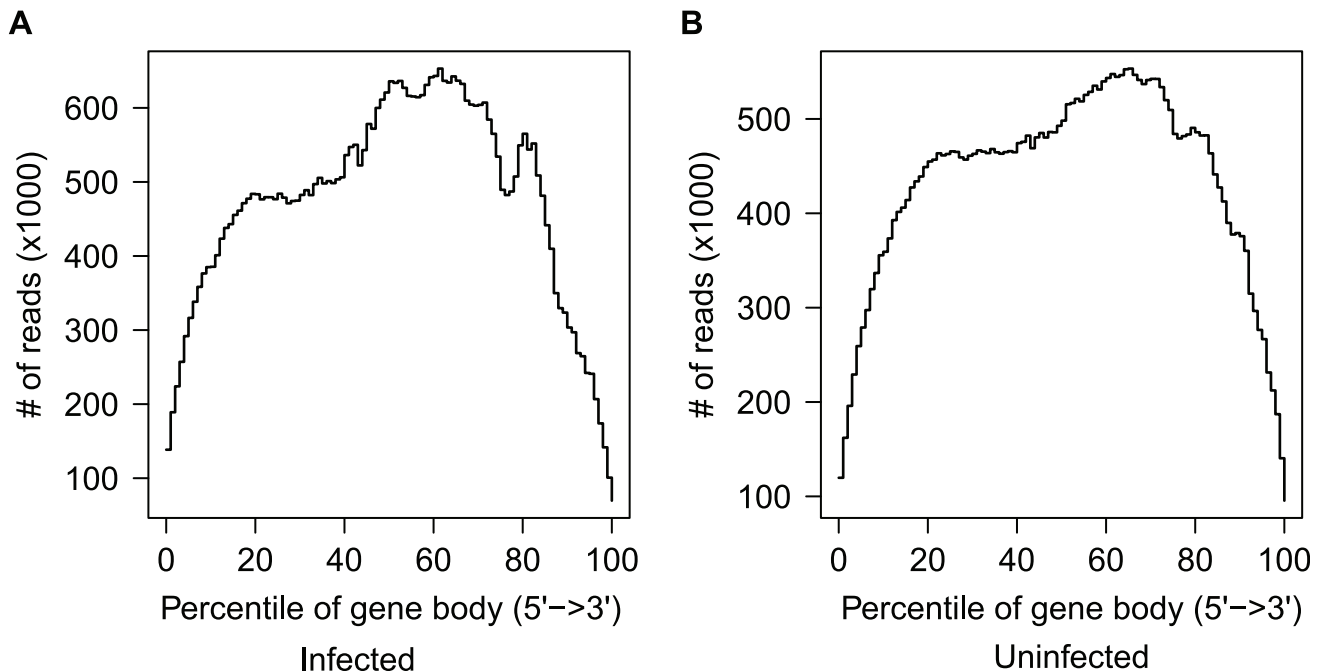 A
# of reads (x1000)
600
500
400
300
200
100
0 20 40 60 80 100
Percentile of gene body (5'−>3')
Infected
B
# of reads (x1000)
500
400
300
200
100
0 20 40 60 80 100
Percentile of gene body (5'−>3')
Uninfected